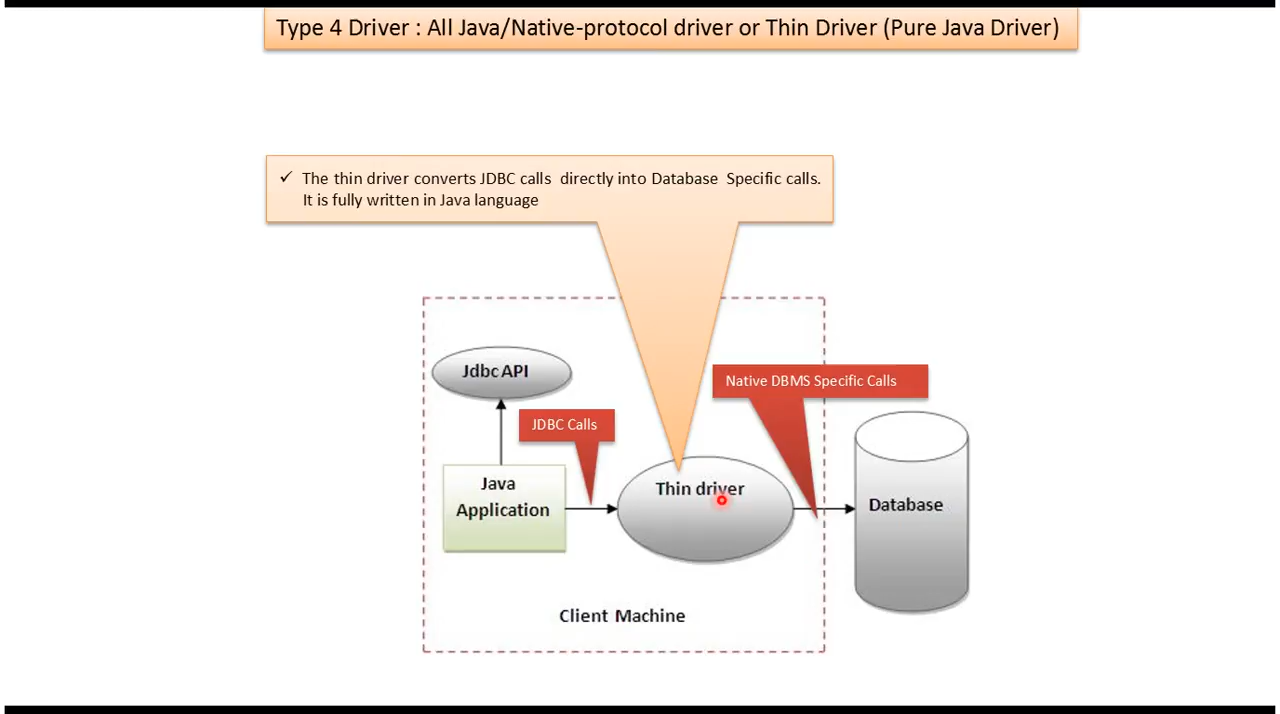 Type 4 Driver : All Java/Native-protocol driver or Thin Driver (Pure Java Driver)
✓ The thin driver converts JDBC calls directly into Database Specific calls.
It is fully written in Java language
Jdbc API
Native DBMS Specific Calls
JDBC Calls
Java
Application
Thin driver
Database
Client Machine